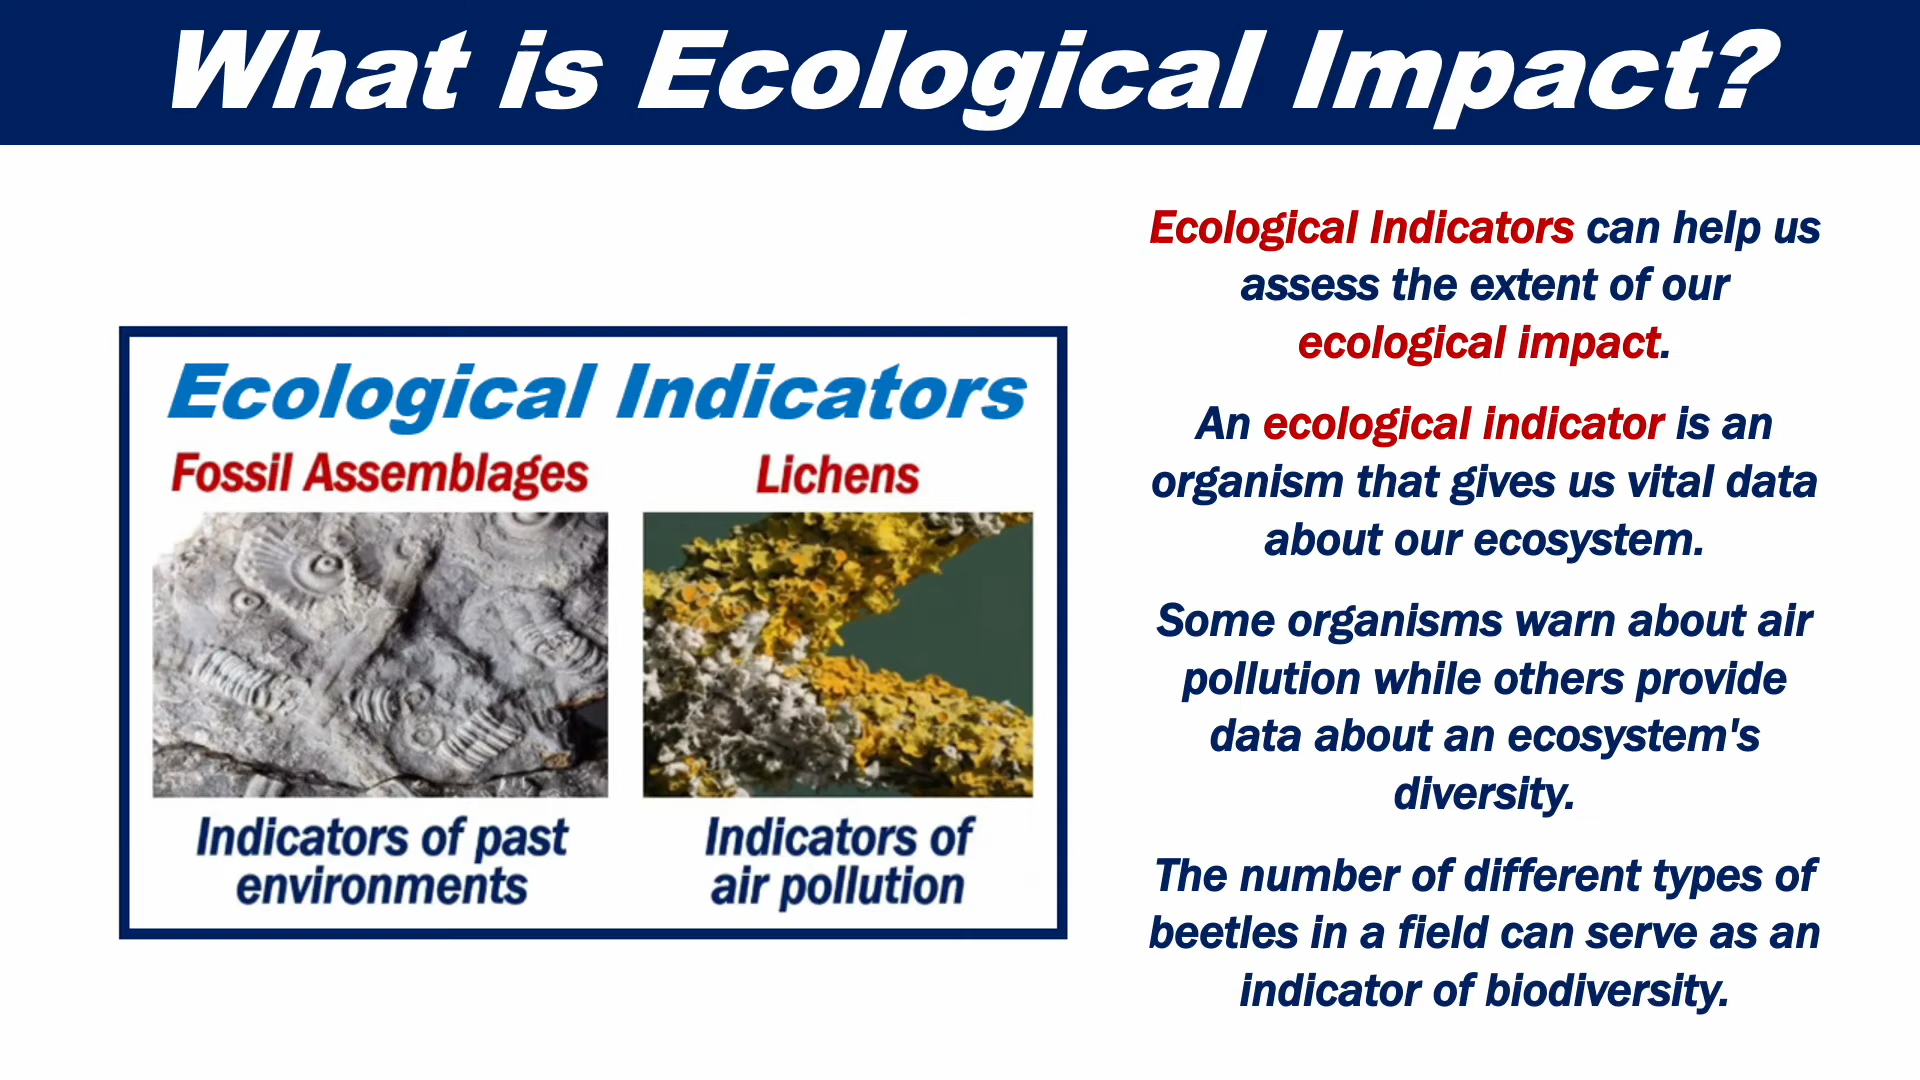 What is Ecological Impact?
Ecological Indicators
Fossil Assemblages
Lichens
Indicators of past
environments
Indicators of
air pollution
Ecological Indicators can help us
assess the extent of our
ecological impact.
An ecological indicator is an
organism that gives us vital data
about our ecosystem.
Some organisms warn about air
pollution while others provide
data about an ecosystem's
diversity.
The number of different types of
beetles in a field can serve as an
indicator of biodiversity.